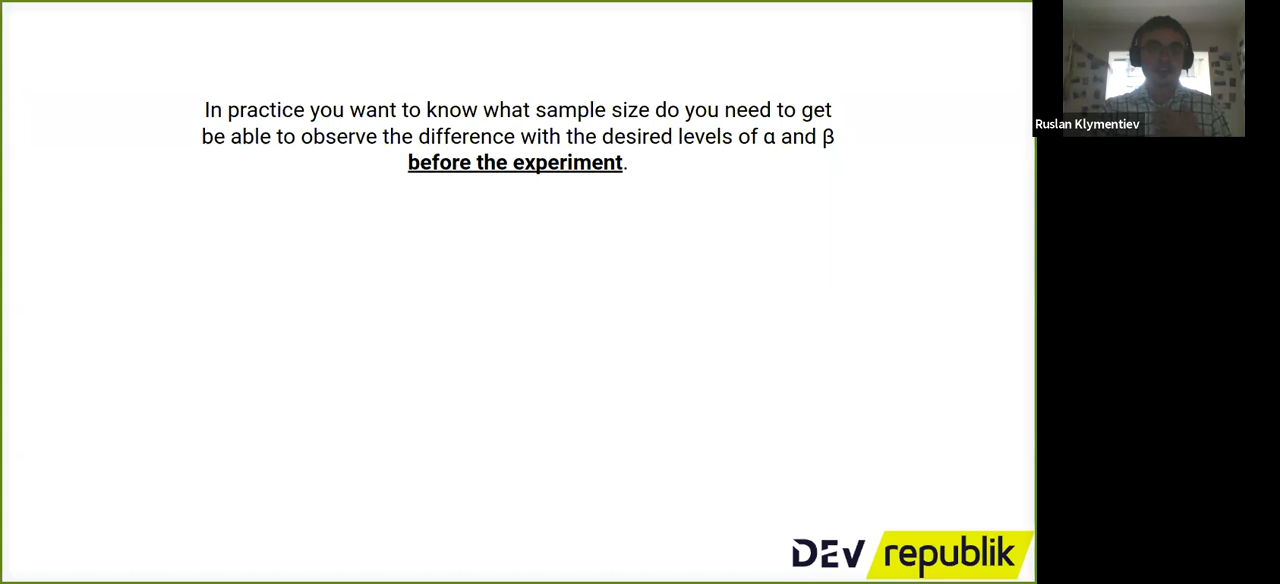 In practice you want to know what sample size do you need to get
be able to observe the difference with the desired levels of α and β
before the experiment.
Ruslan Klymentiev
DEV republik